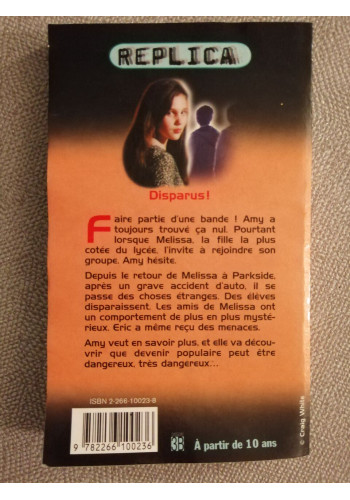 REPLICA
Disparus !
Faire partie d'une bande ! Amy a
toujours trouvé ça nul. Pourtant
lorsque Melissa, la fille la plus
cotée du lycée, l'invite à rejoindre son
groupe, Amy hésite.
Depuis le retour de Melissa à Parkside,
après un grave accident d'auto, il se
passe des choses étranges. Des élèves
disparaissent. Les amis de Melissa ont
un comportement de plus en plus mysté-
rieux. Eric a même reçu des menaces.
Amy veut en savoir plus, et elle va décou-
vrir que devenir populaire peut être
dangereux, très dangereux...
ISBN 2-266-10023-8
9 782266 100236
À partir de 10 ans
© Craig White